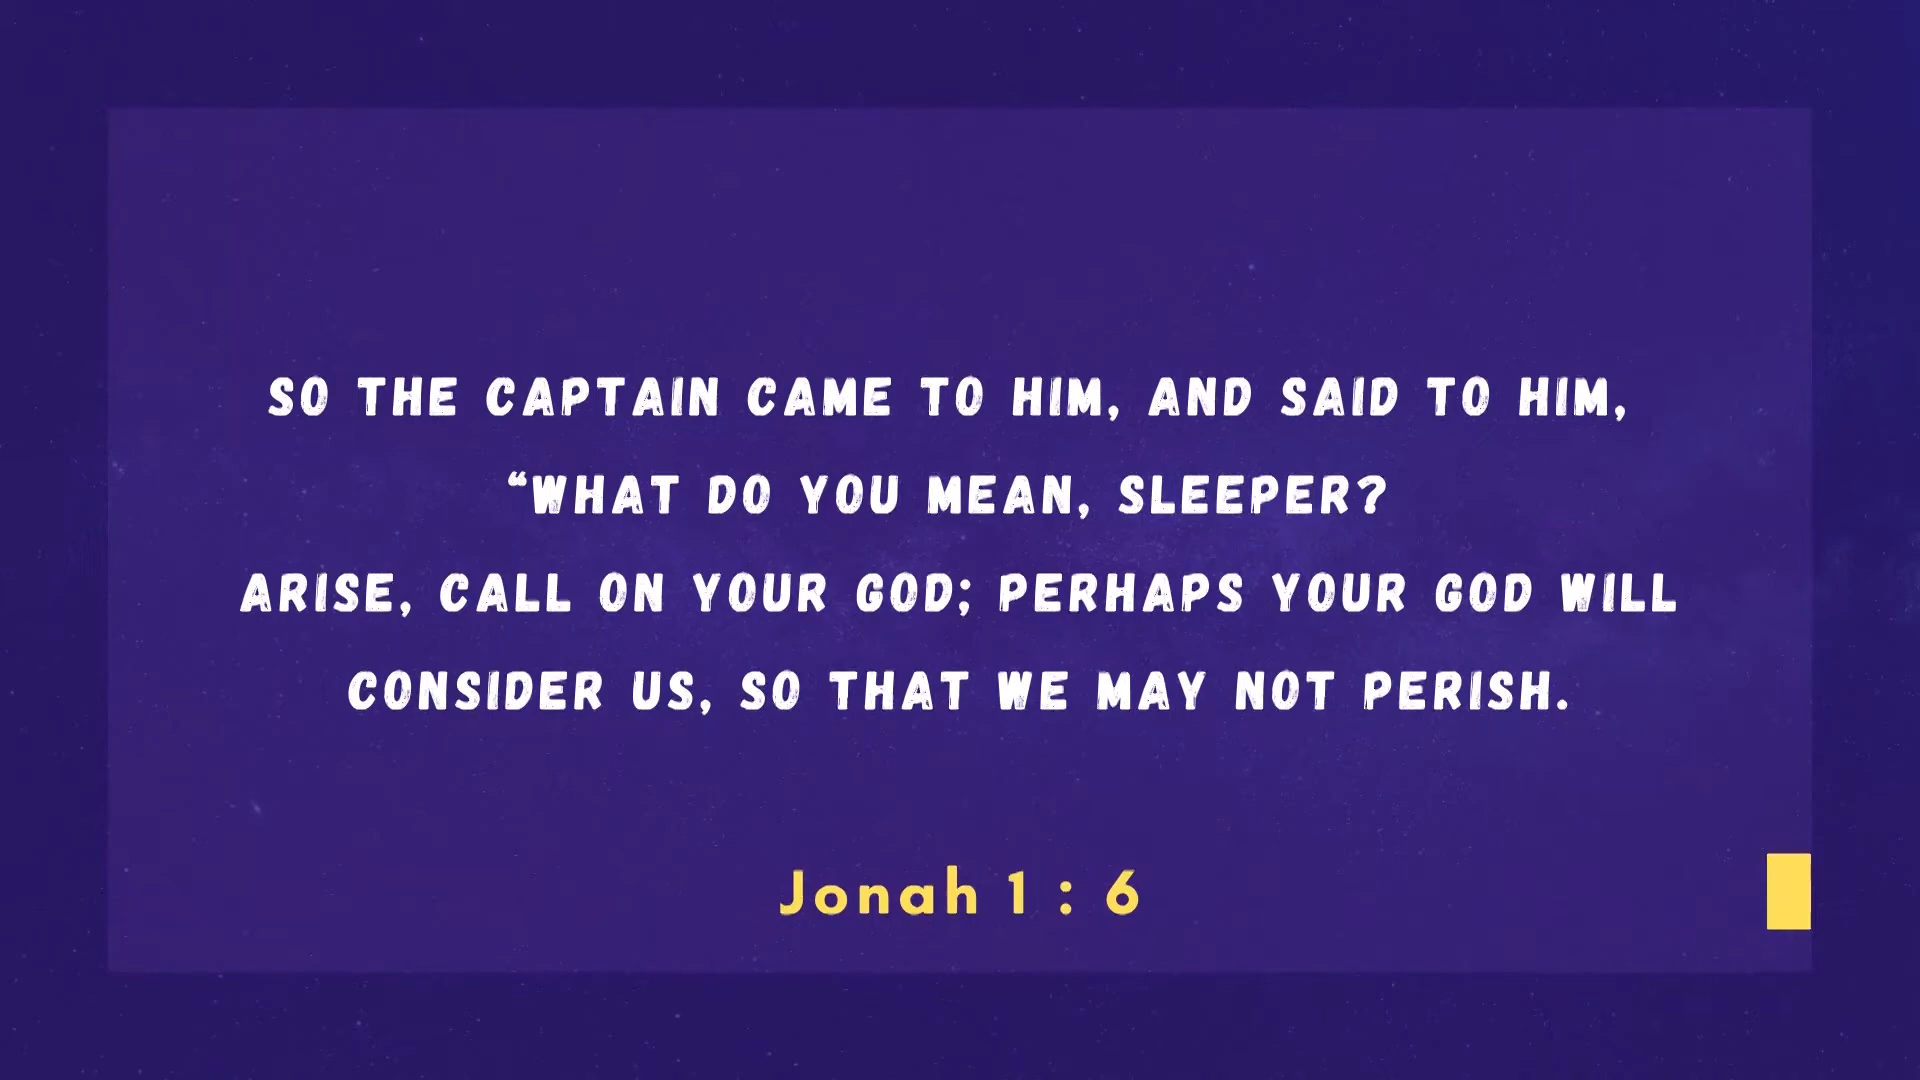 SO THE CAPTAIN CAME TO HIM, AND SAID TO HIM,
“WHAT DO YOU MEAN, SLEEPER?
ARISE, CALL ON YOUR GOD; PERHAPS YOUR GOD WILL
CONSIDER US, SO THAT WE MAY NOT PERISH.
Jonah 1 : 6